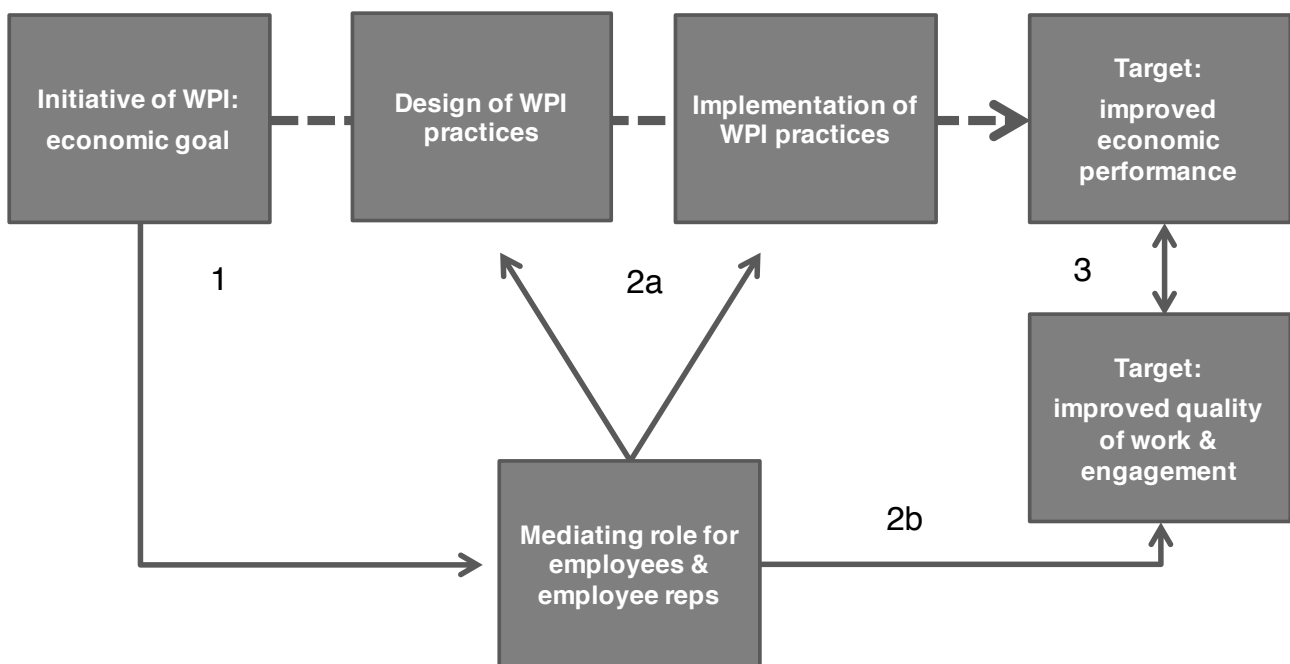 Initiative of WPI:
economic goal
Design of WPI
practices
Implementation of
WPI practices
Target:
improved
economic
performance
1
2a
3
Target:
improved quality
of work &
engagement
2b
Mediating role for
employees &
employee reps